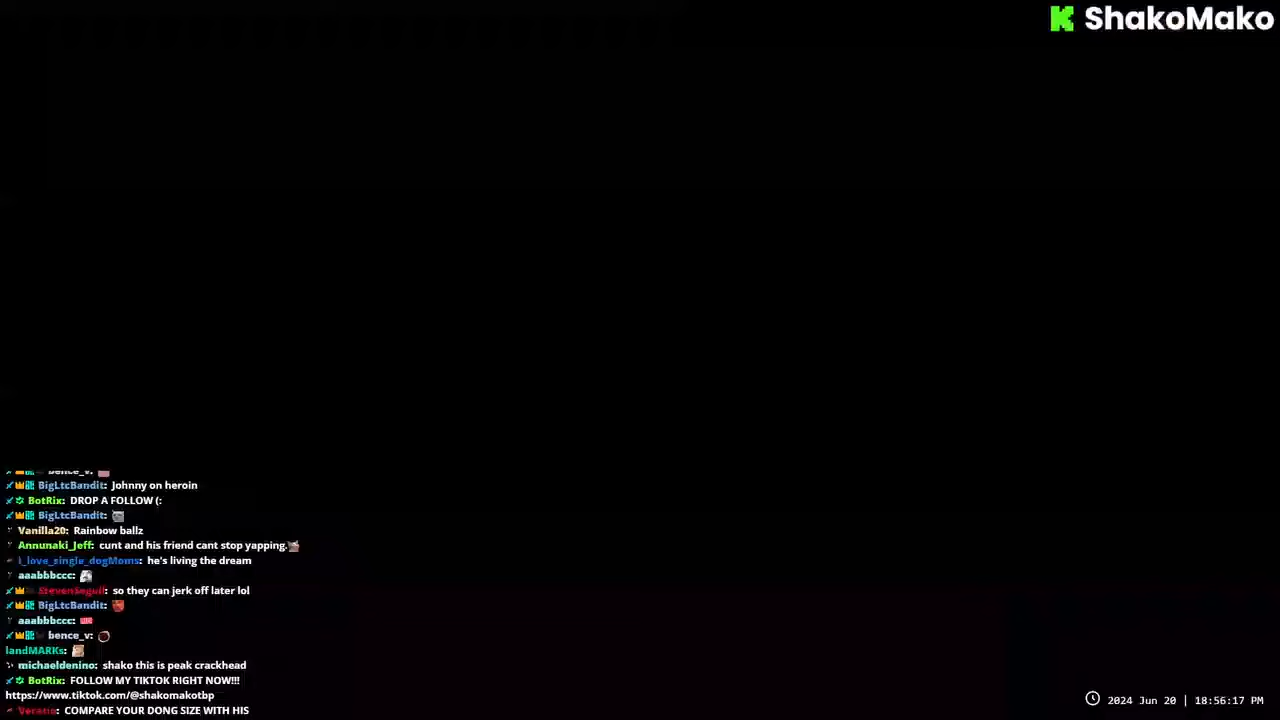 ShakoMako
bence_v:
BigLtcBandit: Johnny on heroin
BotRix: DROP A FOLLOW (:
BigLtcBandit:
Vanilla20: Rainbow ballz
Annunaki_Jeff: cunt and his friend cant stop yapping.
i_love_single_dogMoms: he's living the dream
aaabbbccc:
StevenSegull: so they can jerk off later lol
BigLtcBandit:
aaabbbccc:
bence_v:
landMARKs:
michaeldenino: shako this is peak crackhead
BotRix: FOLLOW MY TIKTOK RIGHT NOW!!!
https://www.tiktok.com/@shakomakotbp
COMPARE YOUR DONG SIZE WITH HIS
2024 Jun 20 | 18:56:17 PM